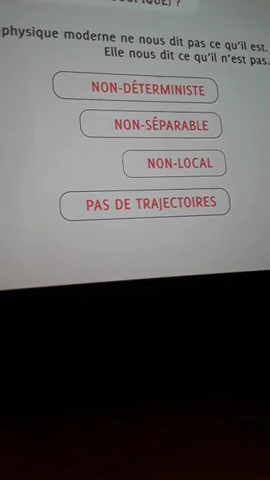 physique moderne ne nous dit pas ce qu'il est.
Elle nous dit ce qu'il n'est pas.
NON-DÉTERMINISTE
NON-SÉPARABLE
NON-LOCAL
PAS DE TRAJECTOIRES